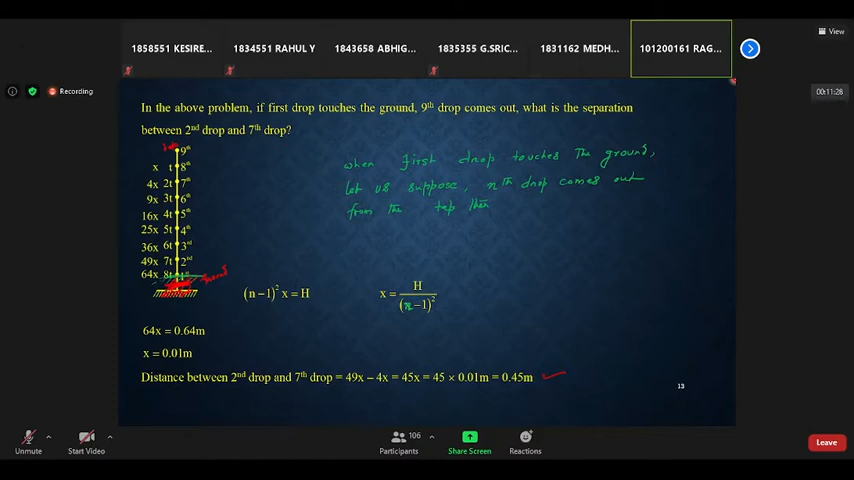 View
1858551 KESIRE...
1834551 RAHUL Y
1843658 ABHIG...
1835355 G.SRIC...
1831162 MEDH...
101200161 RAG...
Recording
00:11:28
In the above problem, if first drop touches the ground, 9th drop comes out, what is the separation
between 2nd drop and 7th drop?
9th
x t 8th
4x 2t 7th
9x 3t 6th
16x 4t 5th
25x 5t 4th
36x 6t 3rd
49x 7t 2nd
64x 8t 1st
when first drop touches the ground,
let us suppose, nth drop comes out
from the tap then
(n−1)² x = H
x = H/(n−1)²
64x = 0.64m
x = 0.01m
Distance between 2nd drop and 7th drop = 49x – 4x = 45x = 45 × 0.01m = 0.45m
13
Unmute
Start Video
106
Participants
Share Screen
Reactions
Leave